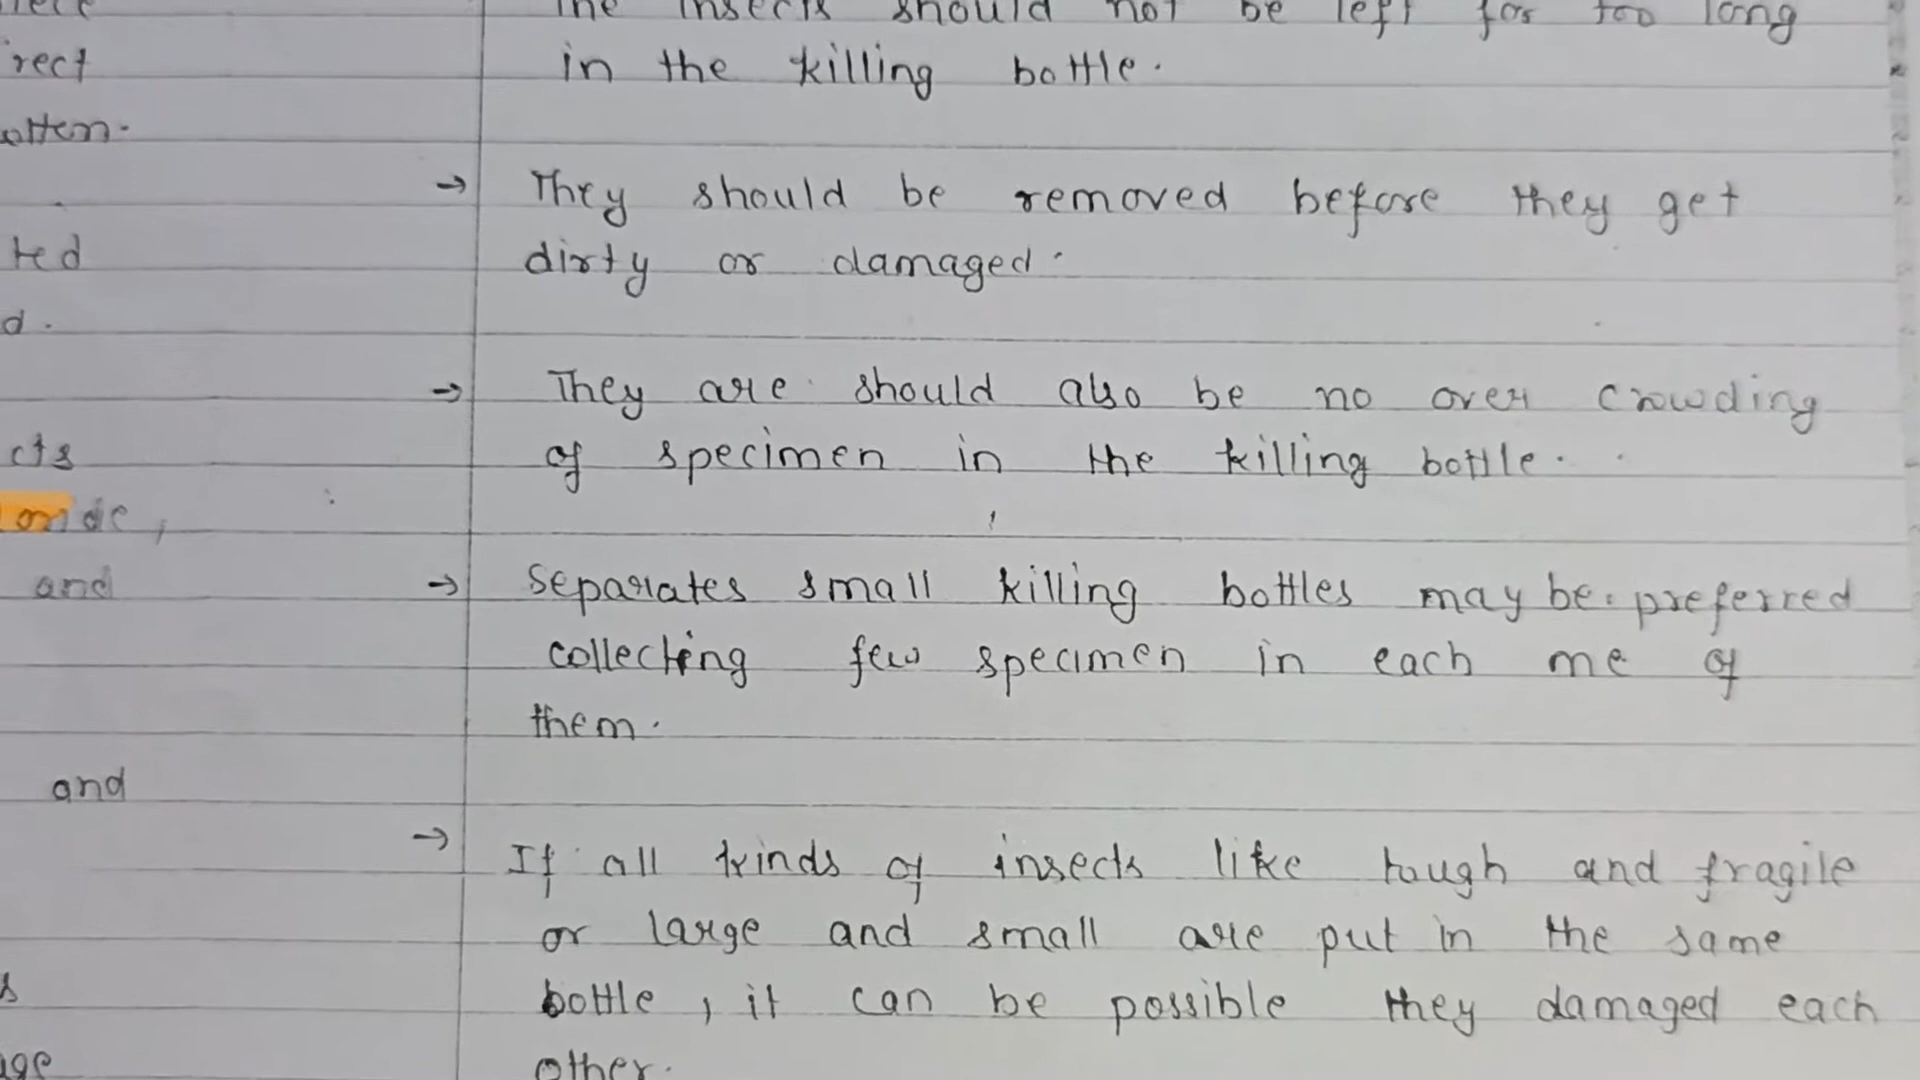 The insects should not be left for too long
in the killing bottle.
→ They should be removed before they get
dirty or damaged.
→ They are should also be no over crowding
of specimen in the killing bottle.
→ Separates small killing bottles may be preferred
collecting few specimen in each me of
them.
→ If all kinds of insects like tough and fragile
or large and small are put in the same
bottle, it can be possible they damaged each
other.
rect
ted
d.
cts
and
and
s